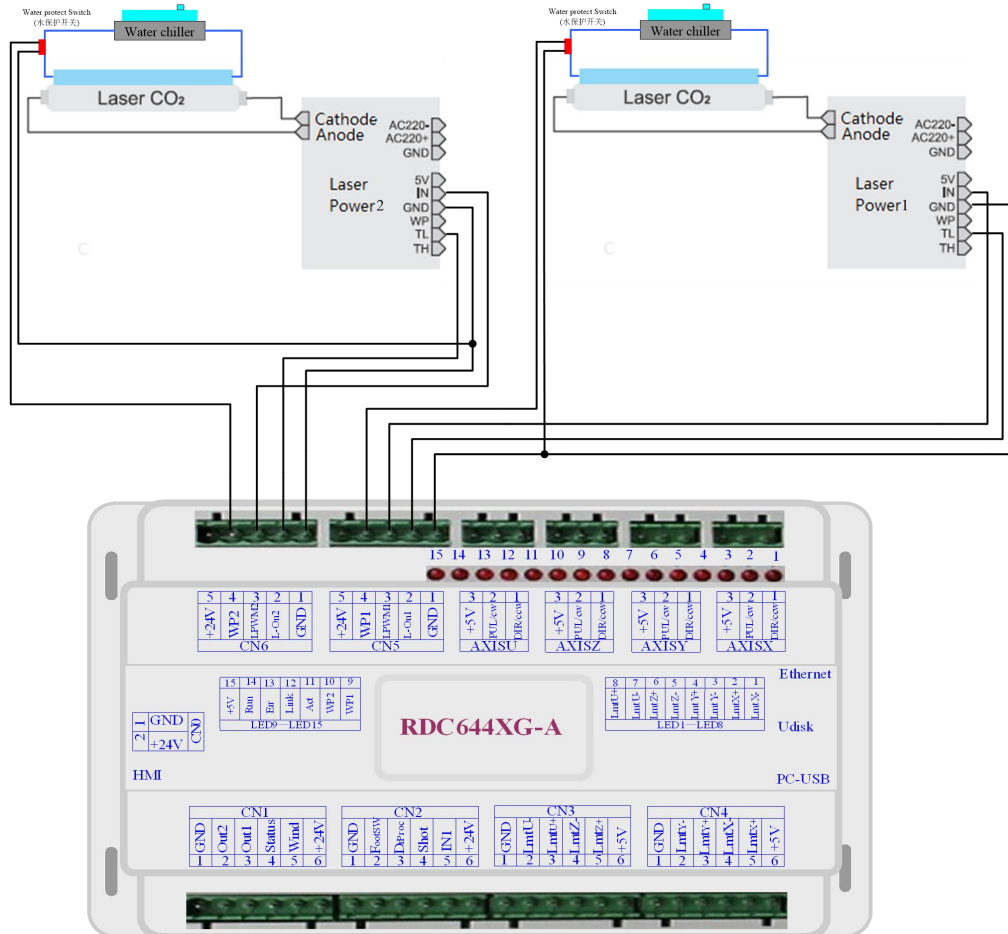 Water protect Switch
(水保护开关)
Water chiller
Laser CO₂
Cathode
Anode
AC220-
AC220+
GND
5V
IN
GND
WP
TL
TH
Laser
Power2
C
Water protect Switch
(水保护开关)
Water chiller
Laser CO₂
Cathode
Anode
AC220-
AC220+
GND
5V
IN
GND
WP
TL
TH
Laser
Power1
C
15 14 13 12 11 10 9 8 7 6 5 4 3 2 1
5 4 3 2 1
+24V WP2 LPWM2 L-On2 GND
CN6
5 4 3 2 1
+24V WP1 LPWM1 L-On1 GND
CN5
3 2 1
+5V PUL/cw DIR/ccw
AXISU
3 2 1
+5V PUL/cw DIR/ccw
AXISZ
3 2 1
+5V PUL/cw DIR/ccw
AXISY
3 2 1
+5V PUL/cw DIR/ccw
AXISX
15 14 13 12 11 10 9
+5V Run Err Link Act WP2 WP1
LED9—LED15
8 7 6 5 4 3 2 1
LmtU+ LmtU- LmtZ+ LmtZ- LmtY+ LmtY- LmtX+ LmtX-
LED1—LED8
Ethernet
Udisk
PC-USB
1 GND
2 +24V
CN0
HMI
RDC644XG-A
CN1
GND Out2 Out1 Status Wind +24V
1 2 3 4 5 6
CN2
GND FootSW DrProc Shot IN1 +24V
1 2 3 4 5 6
CN3
GND LmtU- LmtU+ LmtZ- LmtZ+ +5V
1 2 3 4 5 6
CN4
GND LmtY- LmtY+ LmtX- LmtX+ +5V
1 2 3 4 5 6